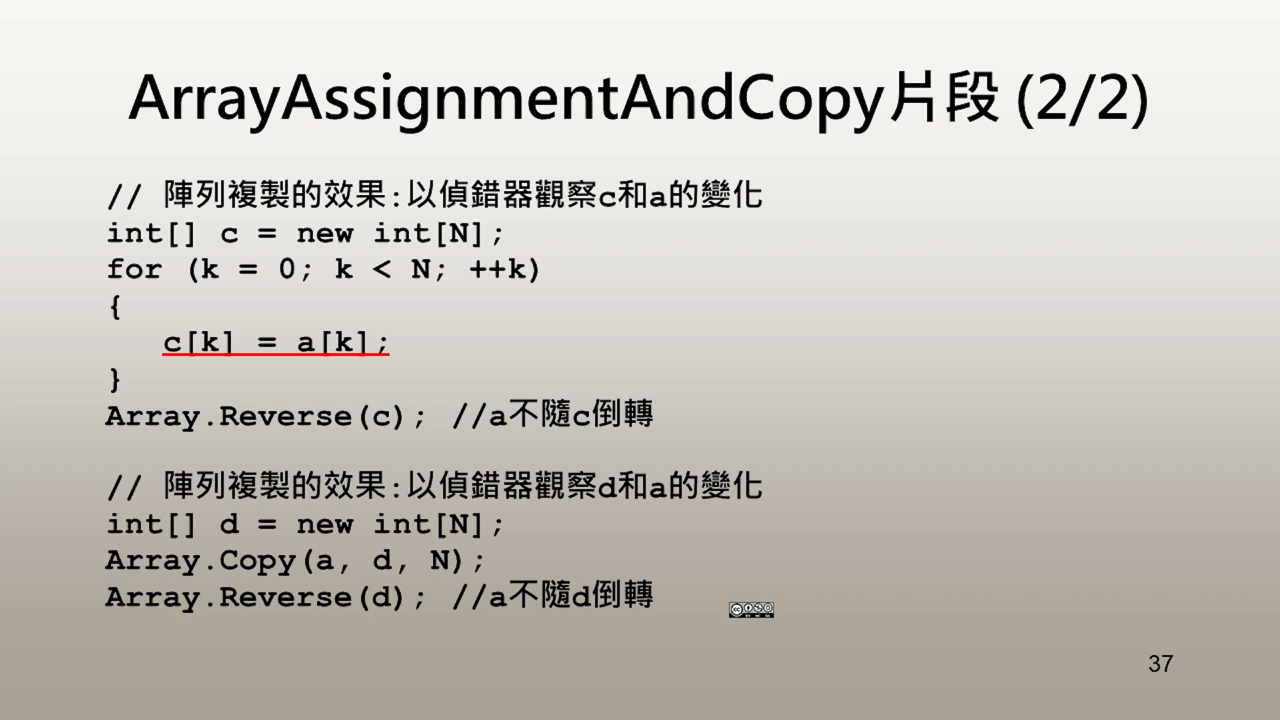 ArrayAssignmentAndCopy片段 (2/2)
// 陣列複製的效果:以偵錯器觀察c和a的變化
int[] c = new int[N];
for (k = 0; k < N; ++k)
{
c[k] = a[k];
}
Array.Reverse(c); //a不隨c倒轉
// 陣列複製的效果:以偵錯器觀察d和a的變化
int[] d = new int[N];
Array.Copy(a, d, N);
Array.Reverse(d); //a不隨d倒轉
37